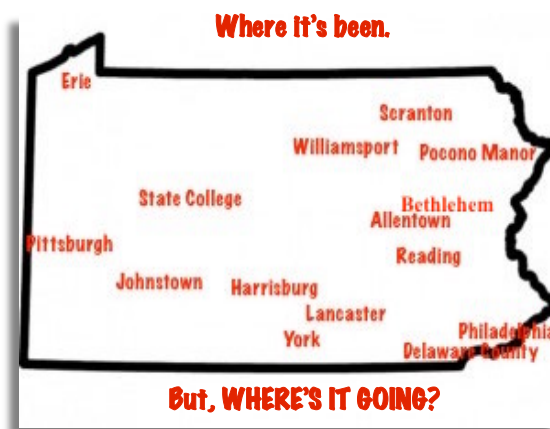 Where it's been.
Erie
Scranton
Williamsport
Pocono Manor
State College
Bethlehem
Allentown
Pittsburgh
Reading
Johnstown
Harrisburg
Lancaster
Philadelphia
York
Delaware County
But, WHERE'S IT GOING?